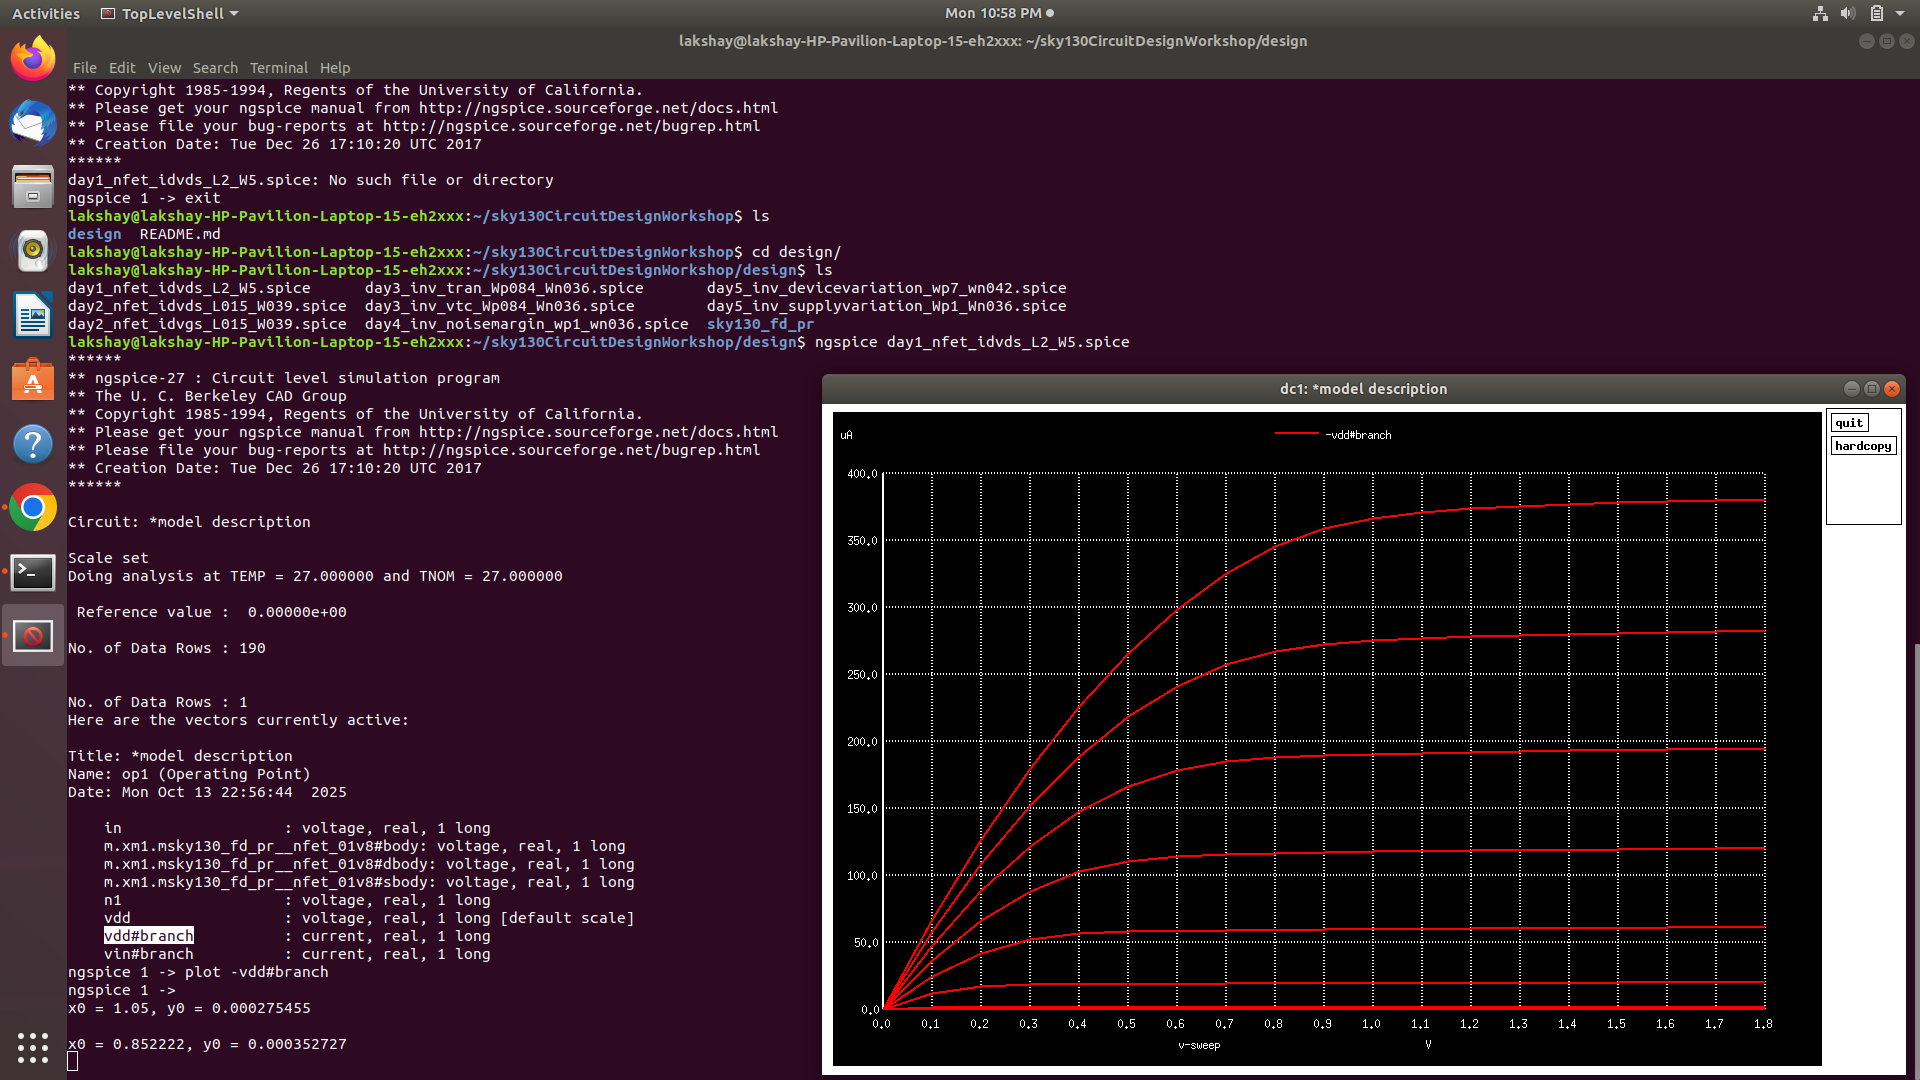 Activities
TopLevelShell
Mon 10:58 PM
lakshay@lakshay-HP-Pavilion-Laptop-15-eh2xxx: ~/sky130CircuitDesignWorkshop/design
File Edit View Search Terminal Help
** Copyright 1985-1994, Regents of the University of California.
** Please get your ngspice manual from http://ngspice.sourceforge.net/docs.html
** Please file your bug-reports at http://ngspice.sourceforge.net/bugrep.html
** Creation Date: Tue Dec 26 17:10:20 UTC 2017
******
day1_nfet_idvds_L2_W5.spice: No such file or directory
ngspice 1 -> exit
lakshay@lakshay-HP-Pavilion-Laptop-15-eh2xxx:~/sky130CircuitDesignWorkshop$ ls
design  README.md
lakshay@lakshay-HP-Pavilion-Laptop-15-eh2xxx:~/sky130CircuitDesignWorkshop$ cd design/
lakshay@lakshay-HP-Pavilion-Laptop-15-eh2xxx:~/sky130CircuitDesignWorkshop/design$ ls
day1_nfet_idvds_L2_W5.spice      day3_inv_tran_Wp084_Wn036.spice       day5_inv_devicevariation_wp7_wn042.spice
day2_nfet_idvds_L015_W039.spice  day3_inv_vtc_Wp084_Wn036.spice        day5_inv_supplyvariation_Wp1_Wn036.spice
day2_nfet_idvgs_L015_W039.spice  day4_inv_noisemargin_wp1_wn036.spice  sky130_fd_pr
lakshay@lakshay-HP-Pavilion-Laptop-15-eh2xxx:~/sky130CircuitDesignWorkshop/design$ ngspice day1_nfet_idvds_L2_W5.spice
******
** ngspice-27 : Circuit level simulation program
** The U. C. Berkeley CAD Group
** Copyright 1985-1994, Regents of the University of California.
** Please get your ngspice manual from http://ngspice.sourceforge.net/docs.html
** Please file your bug-reports at http://ngspice.sourceforge.net/bugrep.html
** Creation Date: Tue Dec 26 17:10:20 UTC 2017
******
Circuit: *model description
Scale set
Doing analysis at TEMP = 27.000000 and TNOM = 27.000000
Reference value :  0.00000e+00
No. of Data Rows : 190
No. of Data Rows : 1
Here are the vectors currently active:
Title: *model description
Name: op1 (Operating Point)
Date: Mon Oct 13 22:56:44  2025
in                  : voltage, real, 1 long
m.xm1.msky130_fd_pr__nfet_01v8#body: voltage, real, 1 long
m.xm1.msky130_fd_pr__nfet_01v8#dbody: voltage, real, 1 long
m.xm1.msky130_fd_pr__nfet_01v8#sbody: voltage, real, 1 long
n1                  : voltage, real, 1 long
vdd                 : voltage, real, 1 long [default scale]
vdd#branch          : current, real, 1 long
vin#branch          : current, real, 1 long
ngspice 1 -> plot -vdd#branch
ngspice 1 ->
x0 = 1.05, y0 = 0.000275455
x0 = 0.852222, y0 = 0.000352727
dc1: *model description
quit
hardcopy
uA
-vdd#branch
400.0
350.0
300.0
250.0
200.0
150.0
100.0
50.0
0.0
0.0 0.1 0.2 0.3 0.4 0.5 0.6 0.7 0.8 0.9 1.0 1.1 1.2 1.3 1.4 1.5 1.6 1.7 1.8
v-sweep V